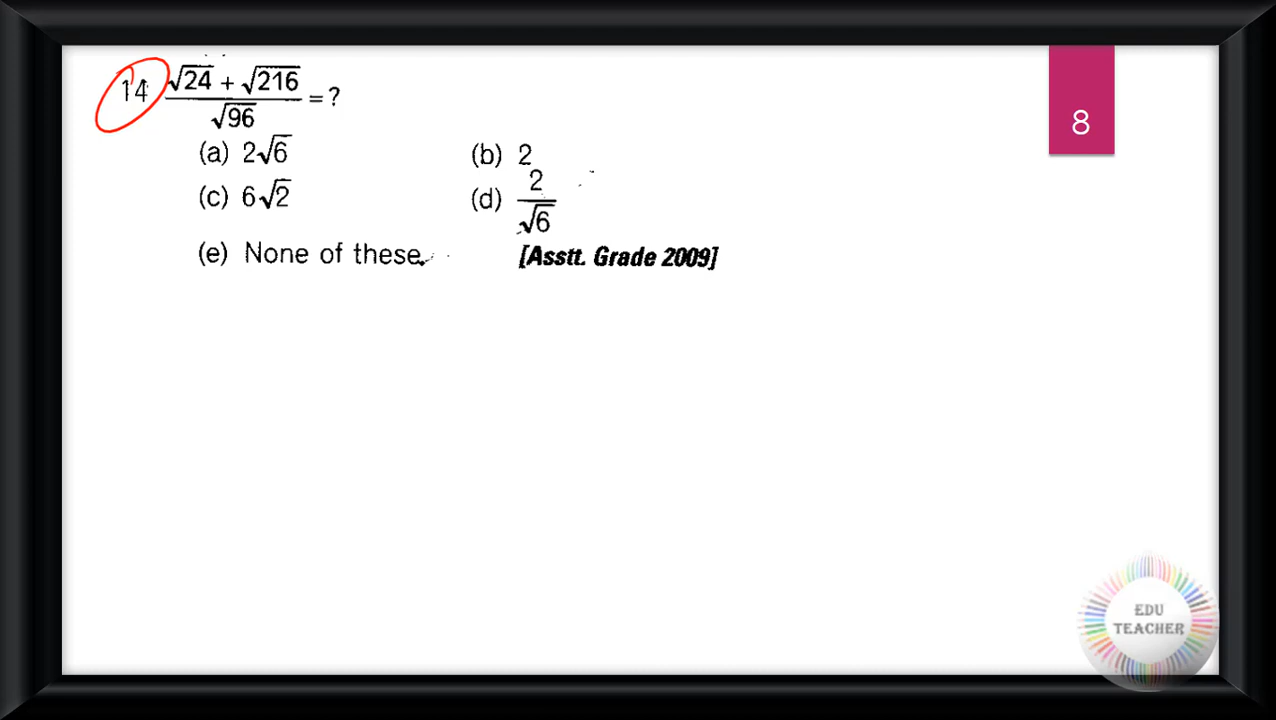 14 (√24 + √216)/√96 = ?
(a) 2√6 (b) 2
(c) 6√2 (d) 2/√6
(e) None of these. [Asstt. Grade 2009]
8
EDU
TEACHER